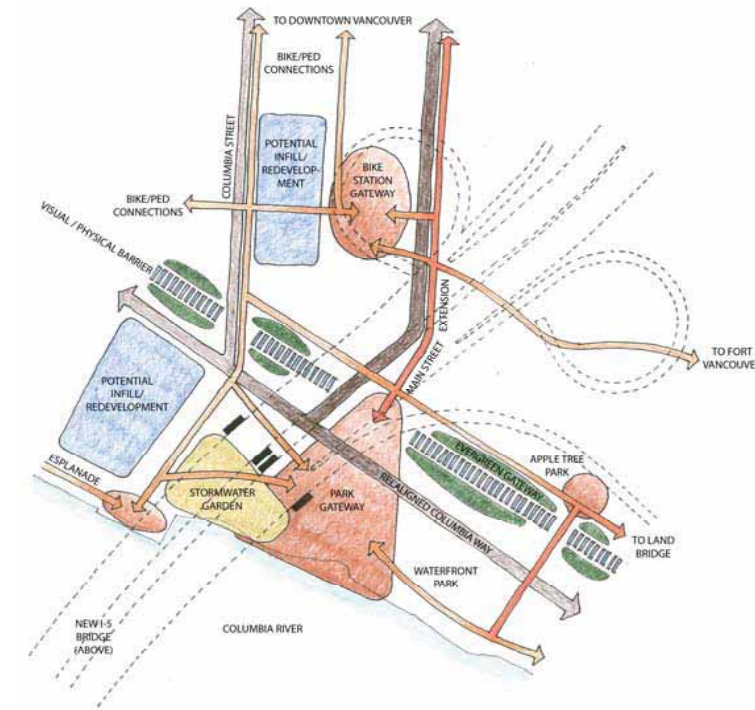 TO DOWNTOWN VANCOUVER
BIKE/PED
CONNECTIONS
COLUMBIA STREET
POTENTIAL
INFILL/
REDEVELOP-
MENT
BIKE
STATION
GATEWAY
BIKE/PED
CONNECTIONS
VISUAL / PHYSICAL BARRIER
MAIN STREET
EXTENSION
TO FORT
VANCOUVE
POTENTIAL
INFILL/
REDEVELOPMENT
ESPLANADE
STORMWATER
GARDEN
PARK
GATEWAY
EVERGREEN GATEWAY
APPLE TREE
PARK
REALAIGNED COLUMBIA WAY
TO LAND
BRIDGE
WATERFRONT
PARK
NEW I-5
BRIDGE
(ABOVE)
COLUMBIA RIVER